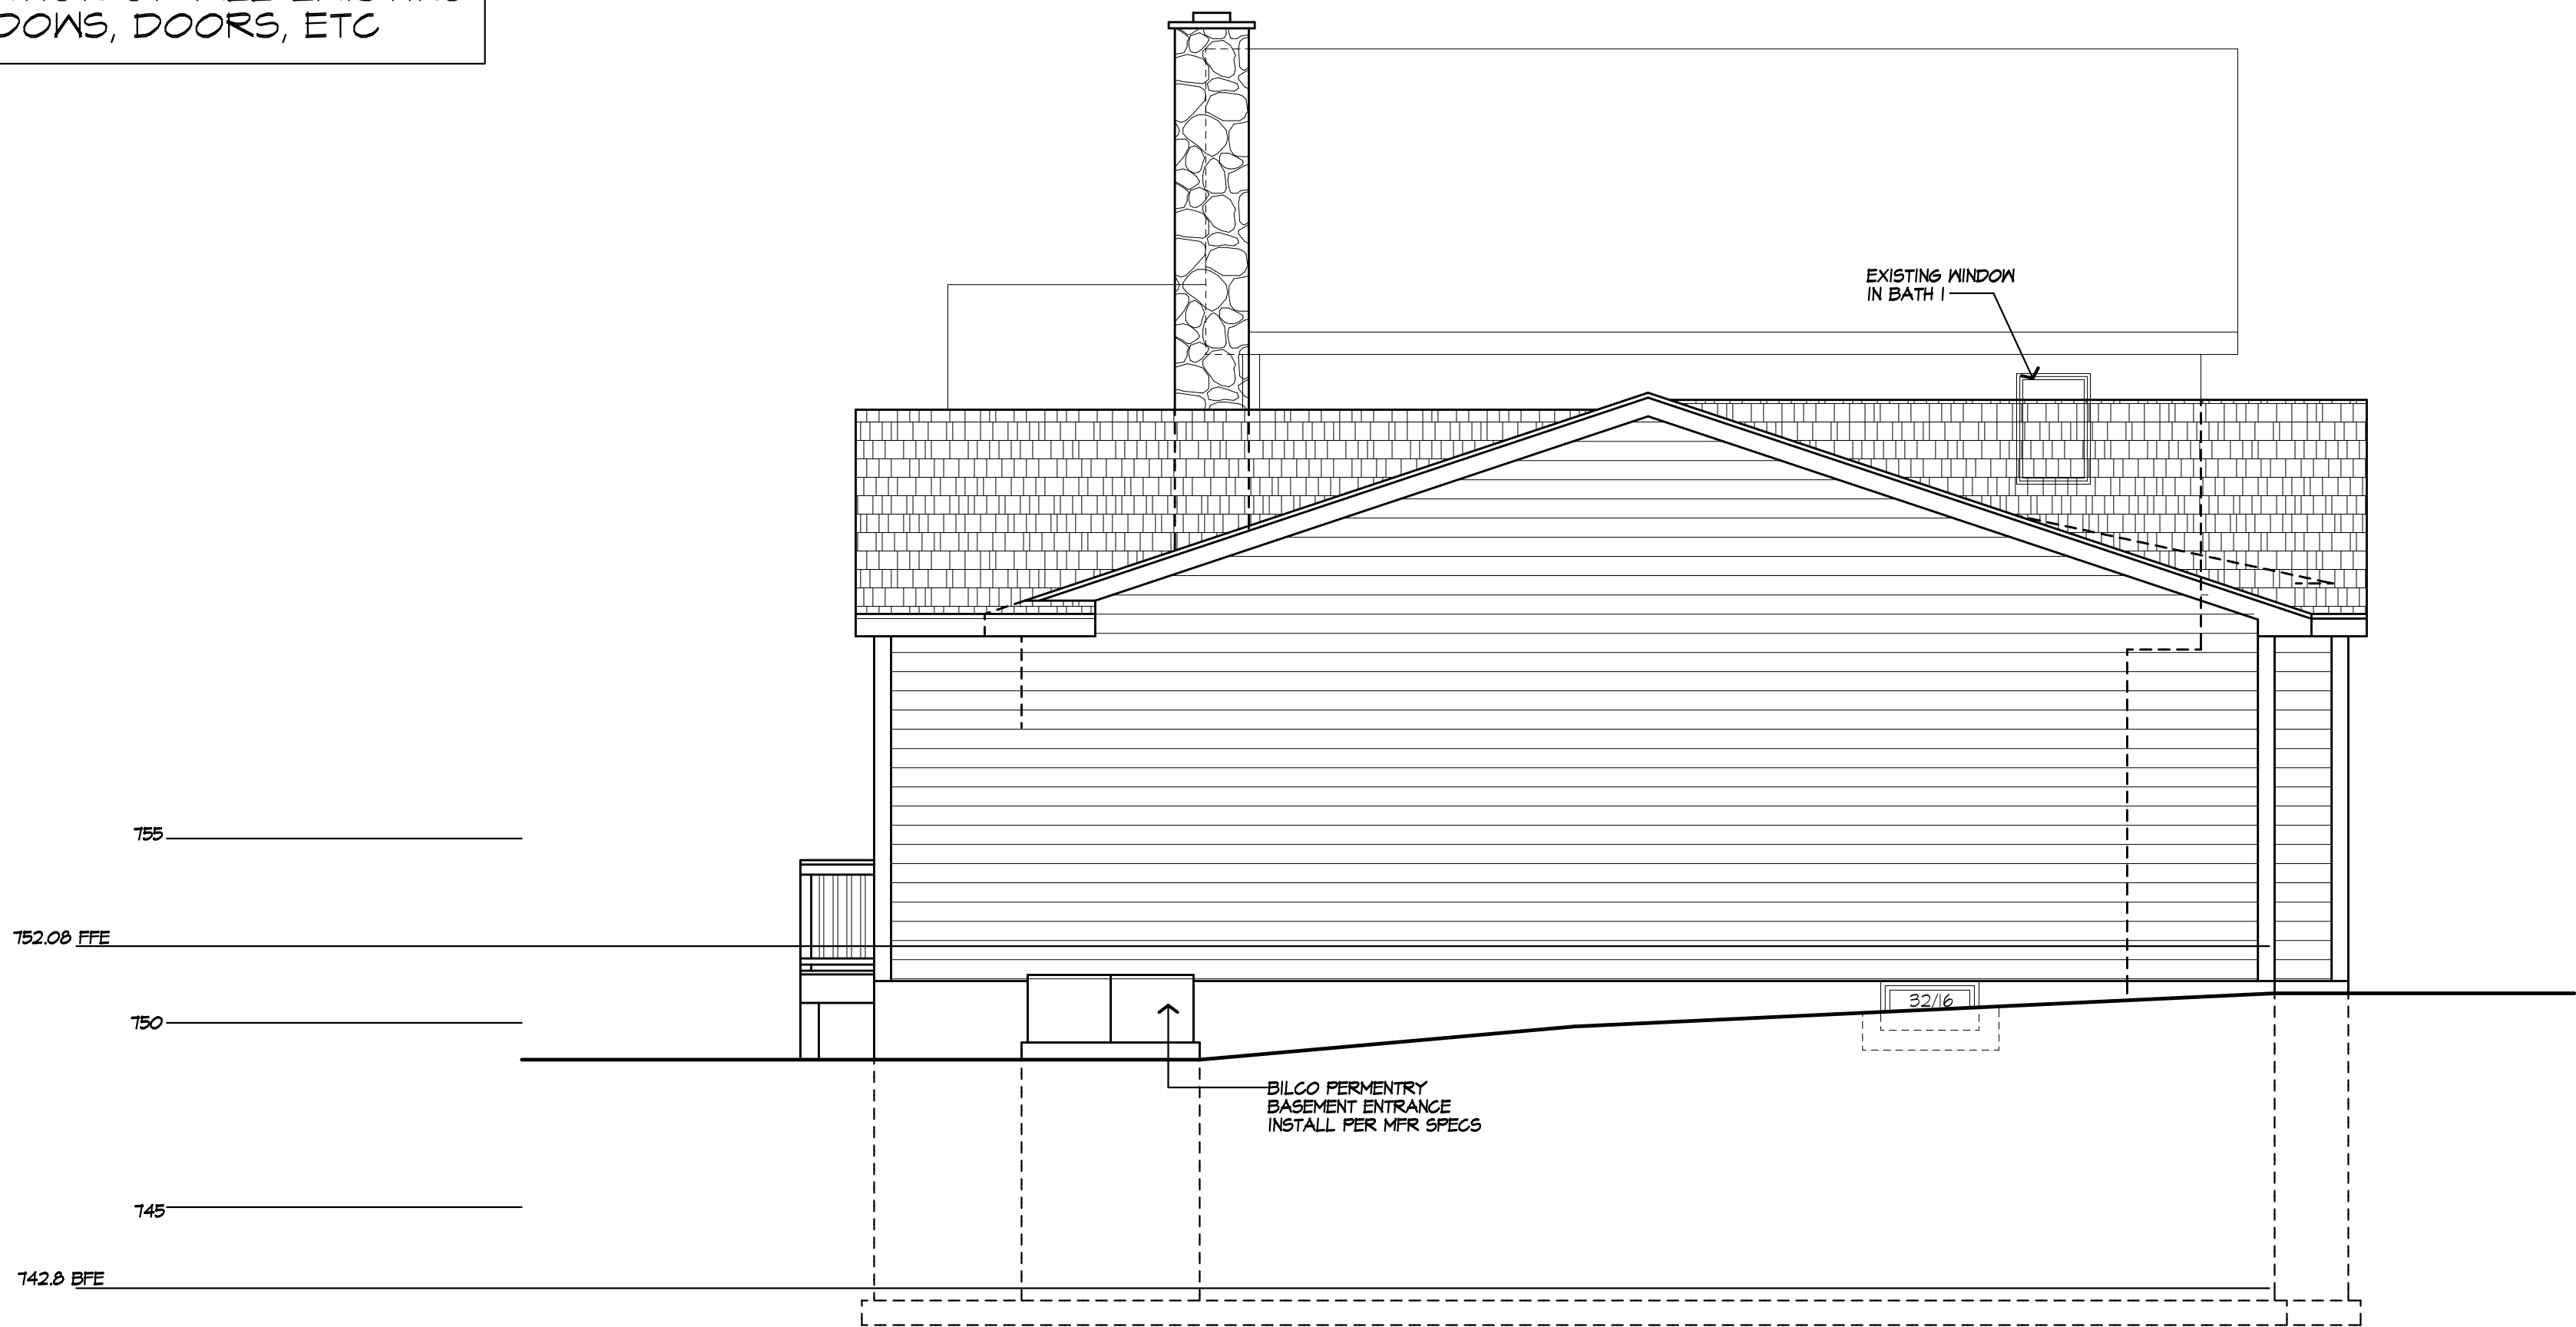 DOORS, ETC
EXISTING WINDOW
IN BATH 1
755
752.08 FFE
750
32/16
BILCO PERMENTRY
BASEMENT ENTRANCE
INSTALL PER MFR SPECS
745
742.8 BFE